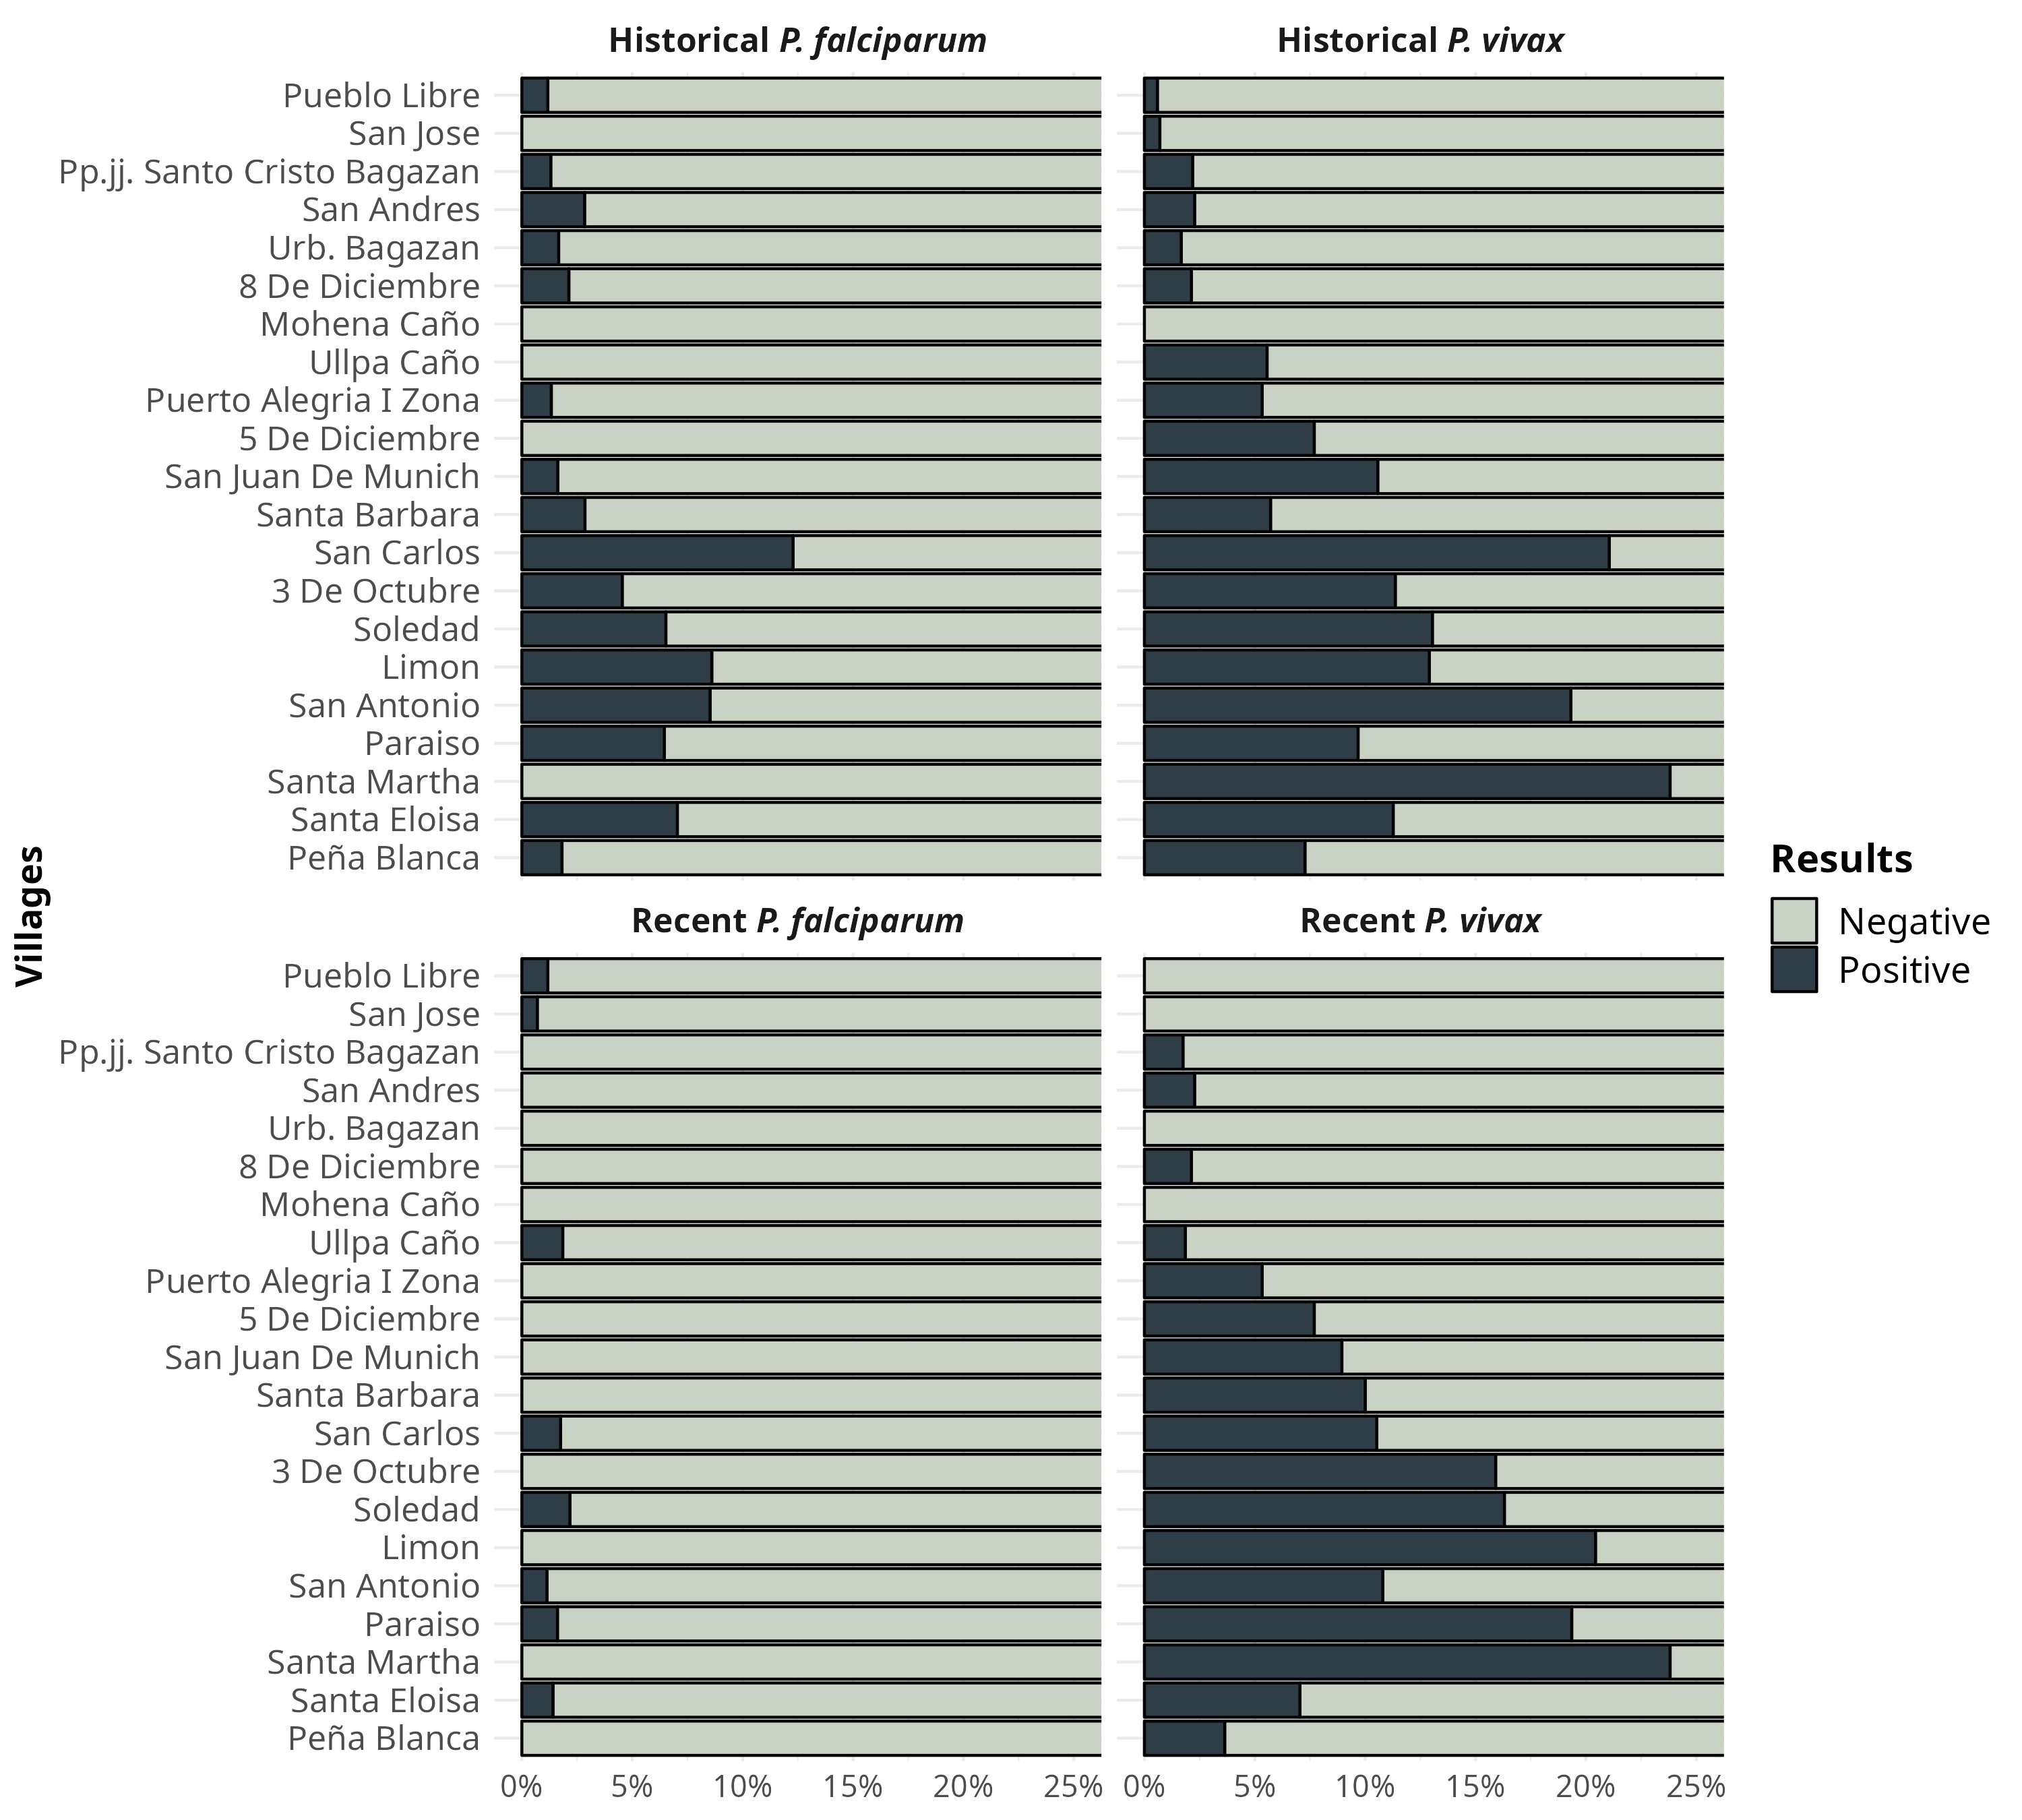 Historical P. falciparum
Historical P. vivax
Pueblo Libre
San Jose
Pp.jj. Santo Cristo Bagazan
San Andres
Urb. Bagazan
8 De Diciembre
Mohena Caño
Ullpa Caño
Puerto Alegria I Zona
5 De Diciembre
San Juan De Munich
Santa Barbara
San Carlos
3 De Octubre
Soledad
Limon
San Antonio
Paraiso
Santa Martha
Santa Eloisa
Peña Blanca
Villages
Recent P. falciparum
Recent P. vivax
Pueblo Libre
San Jose
Pp.jj. Santo Cristo Bagazan
San Andres
Urb. Bagazan
8 De Diciembre
Mohena Caño
Ullpa Caño
Puerto Alegria I Zona
5 De Diciembre
San Juan De Munich
Santa Barbara
San Carlos
3 De Octubre
Soledad
Limon
San Antonio
Paraiso
Santa Martha
Santa Eloisa
Peña Blanca
0% 5% 10% 15% 20% 25%
0% 5% 10% 15% 20% 25%
Results
Negative
Positive